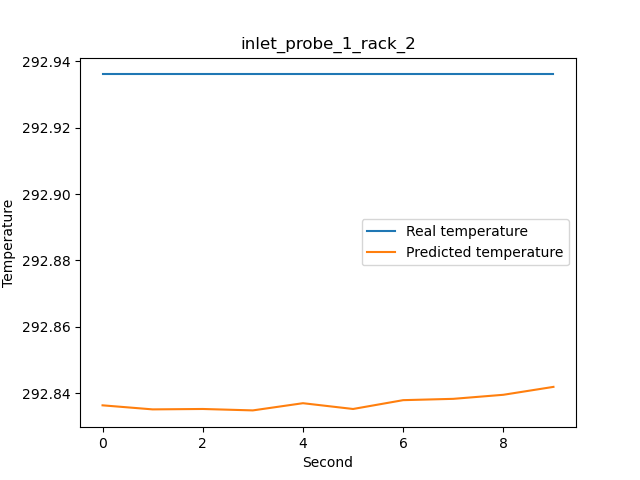 inlet_probe_1_rack_2
292.94
292.92
292.90
292.88
292.86
292.84
Temperature
Real temperature
Predicted temperature
0 2 4 6 8
Second